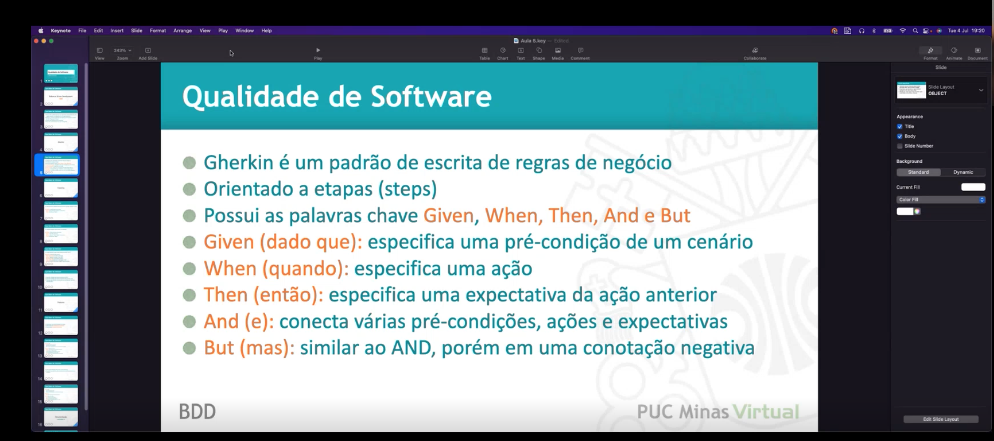 Keynote File Edit Insert Slide Format Arrange View Play Window Help
Tue 4 Jul 19:20
Aula 6.key — Edited
View Zoom Add Slide
Play
Table Chart Text Shape Media Comment
Collaborate
Format Animate Document
Qualidade de Software
Gherkin é um padrão de escrita de regras de negócio
Orientado a etapas (steps)
Possui as palavras chave Given, When, Then, And e But
Given (dado que): especifica uma pré-condição de um cenário
When (quando): especifica uma ação
Then (então): especifica uma expectativa da ação anterior
And (e): conecta várias pré-condições, ações e expectativas
But (mas): similar ao AND, porém em uma conotação negativa
BDD
PUC Minas Virtual
Slide
Slide Layout
OBJECT
Appearance
Title
Body
Slide Number
Background
Standard Dynamic
Current Fill
Color Fill
Edit Slide Layout